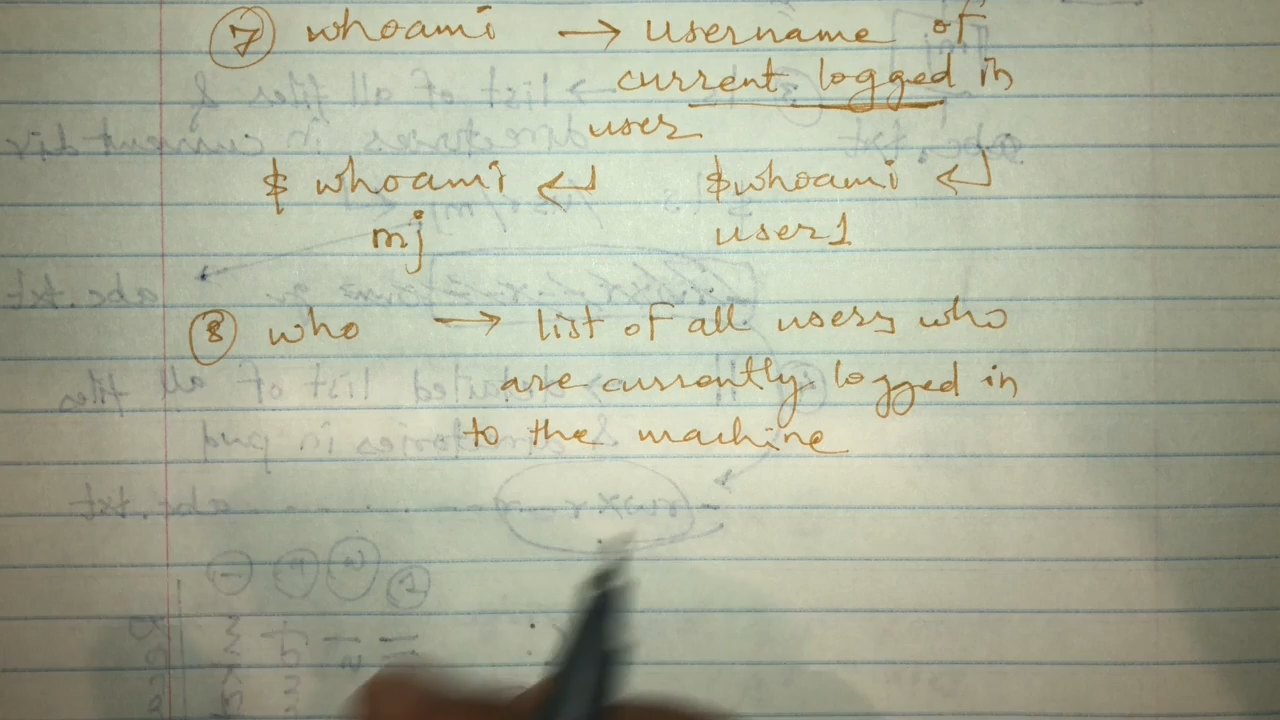 7 whoami → username of
current logged in
user
$ whoami ↵ $whoami ↵
mj user1
8 who → list of all users who
are currently logged in
to the machine